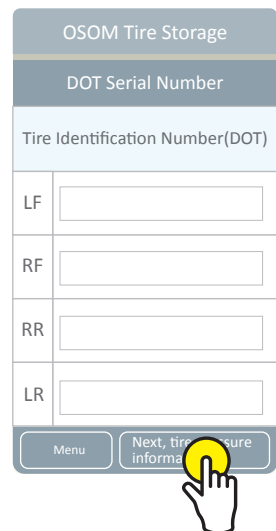 OSOM Tire Storage
DOT Serial Number
Tire Identification Number(DOT)
LF
RF
RR
LR
Menu
Next, tire